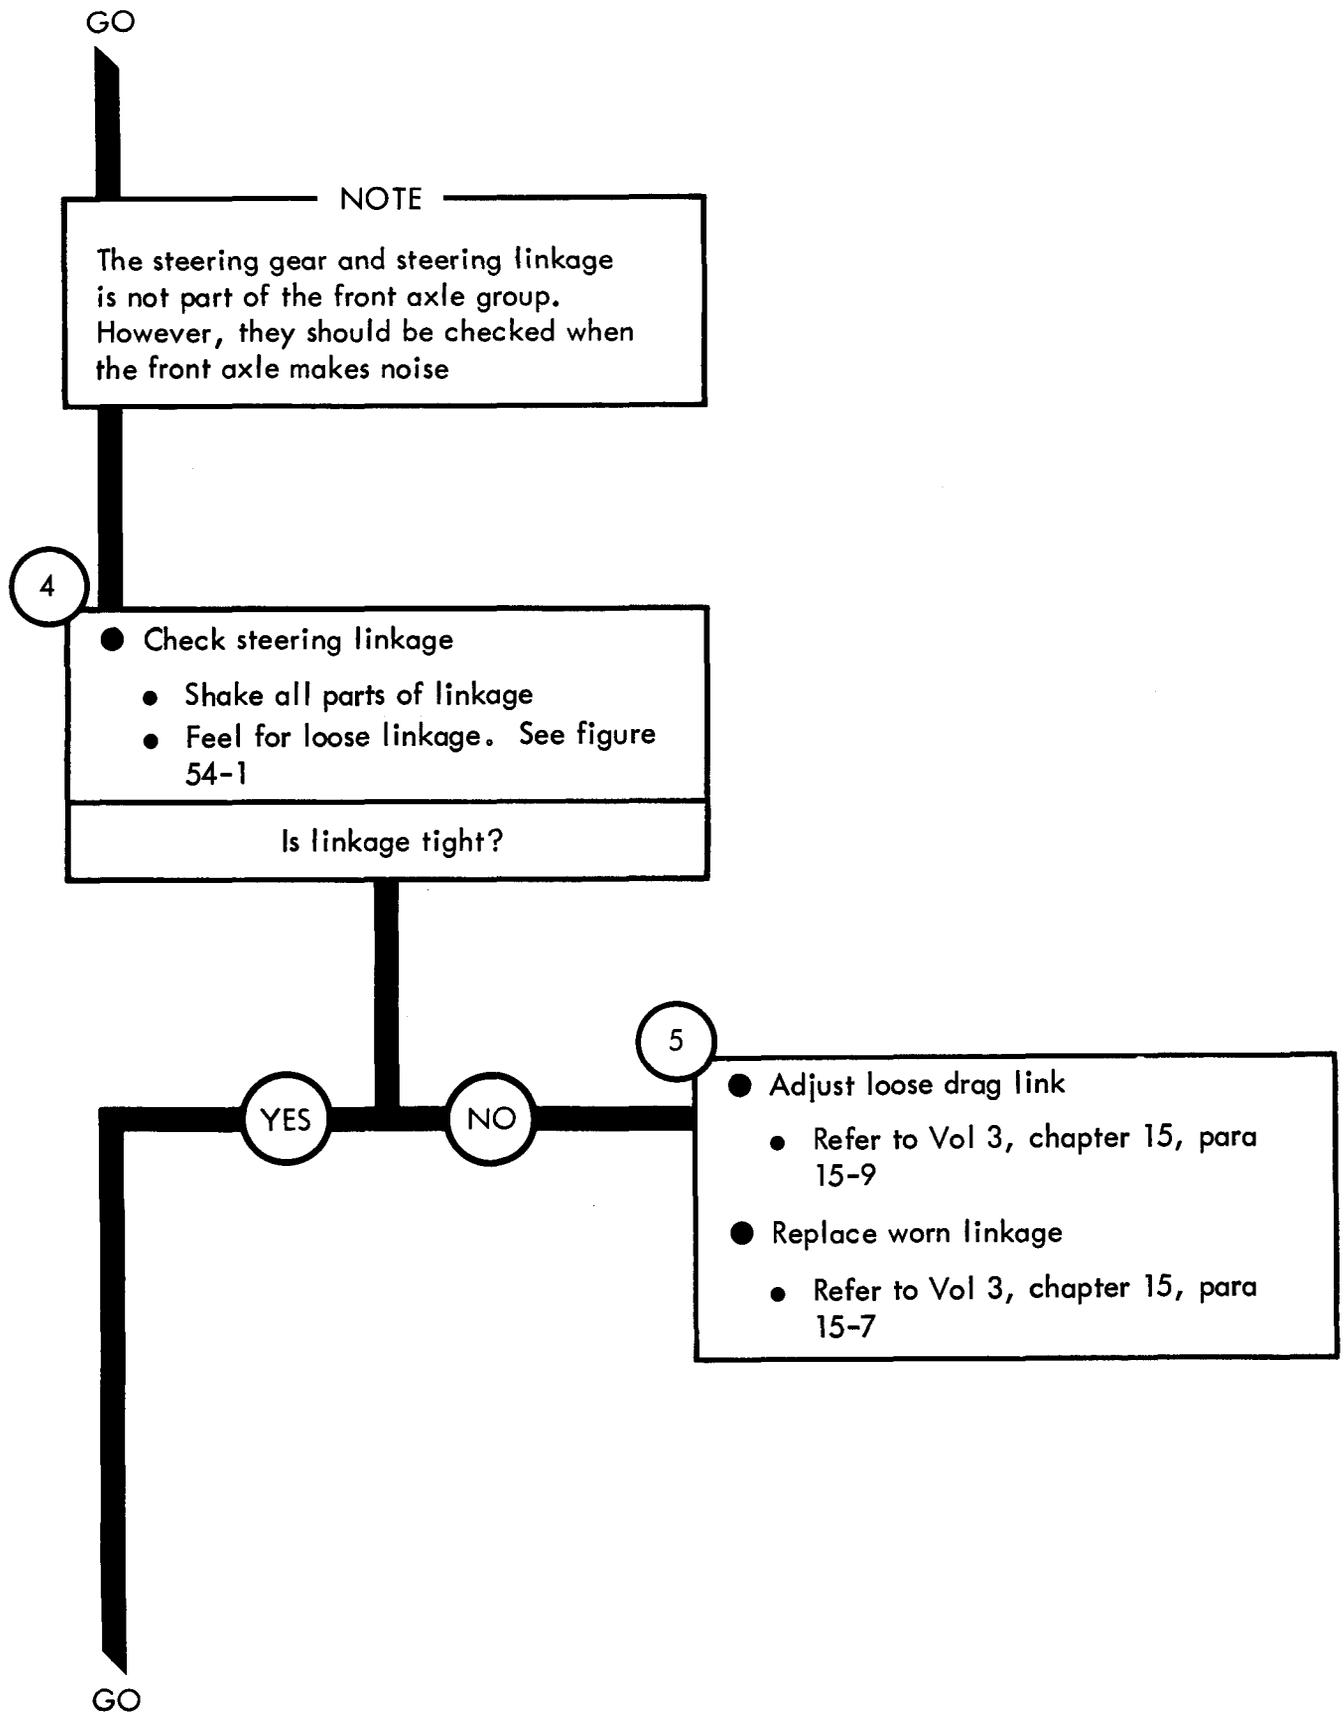 GO
NOTE
The steering gear and steering linkage
is not part of the front axle group.
However, they should be checked when
the front axle makes noise
4
● Check steering linkage
● Shake all parts of linkage
● Feel for loose linkage. See figure
54-1
Is linkage tight?
YES
NO
5
● Adjust loose drag link
● Refer to Vol 3, chapter 15, para
15-9
● Replace worn linkage
● Refer to Vol 3, chapter 15, para
15-7
GO